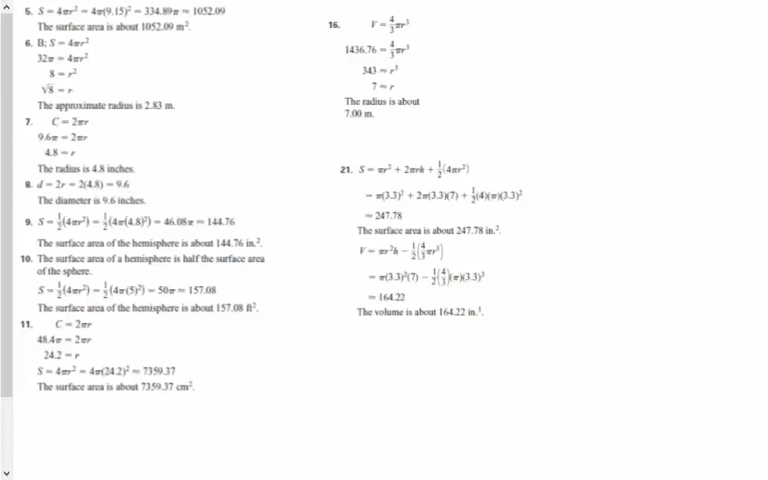 5. S = 4πr² = 4π(9.15)² = 334.89π ≈ 1052.09
The surface area is about 1052.09 m².
6. B; S = 4πr²
32π = 4πr²
8 = r²
√8 = r
The approximate radius is 2.83 m.
7. C = 2πr
9.6π = 2πr
4.8 = r
The radius is 4.8 inches.
8. d = 2r = 2(4.8) = 9.6
The diameter is 9.6 inches.
9. S = ½(4πr²) = ½(4π(4.8)²) = 46.08π ≈ 144.76
The surface area of the hemisphere is about 144.76 in.².
10. The surface area of a hemisphere is half the surface area
of the sphere.
S = ½(4πr²) = ½(4π(5)²) = 50π ≈ 157.08
The surface area of the hemisphere is about 157.08 ft².
11. C = 2πr
48.4π = 2πr
24.2 = r
S = 4πr² = 4π(24.2)² ≈ 7359.37
The surface area is about 7359.37 cm².
16. V = 4/3πr³
1436.76 = 4/3πr³
343 ≈ r³
7 ≈ r
The radius is about
7.00 m.
21. S = πr² + 2πrh + ½(4πr²)
= π(3.3)² + 2π(3.3)(7) + ½(4)(π)(3.3)²
≈ 247.78
The surface area is about 247.78 in.².
V = πr²h − ½(4/3πr³)
= π(3.3)²(7) − ½(4/3)(π)(3.3)³
≈ 164.22
The volume is about 164.22 in.³.